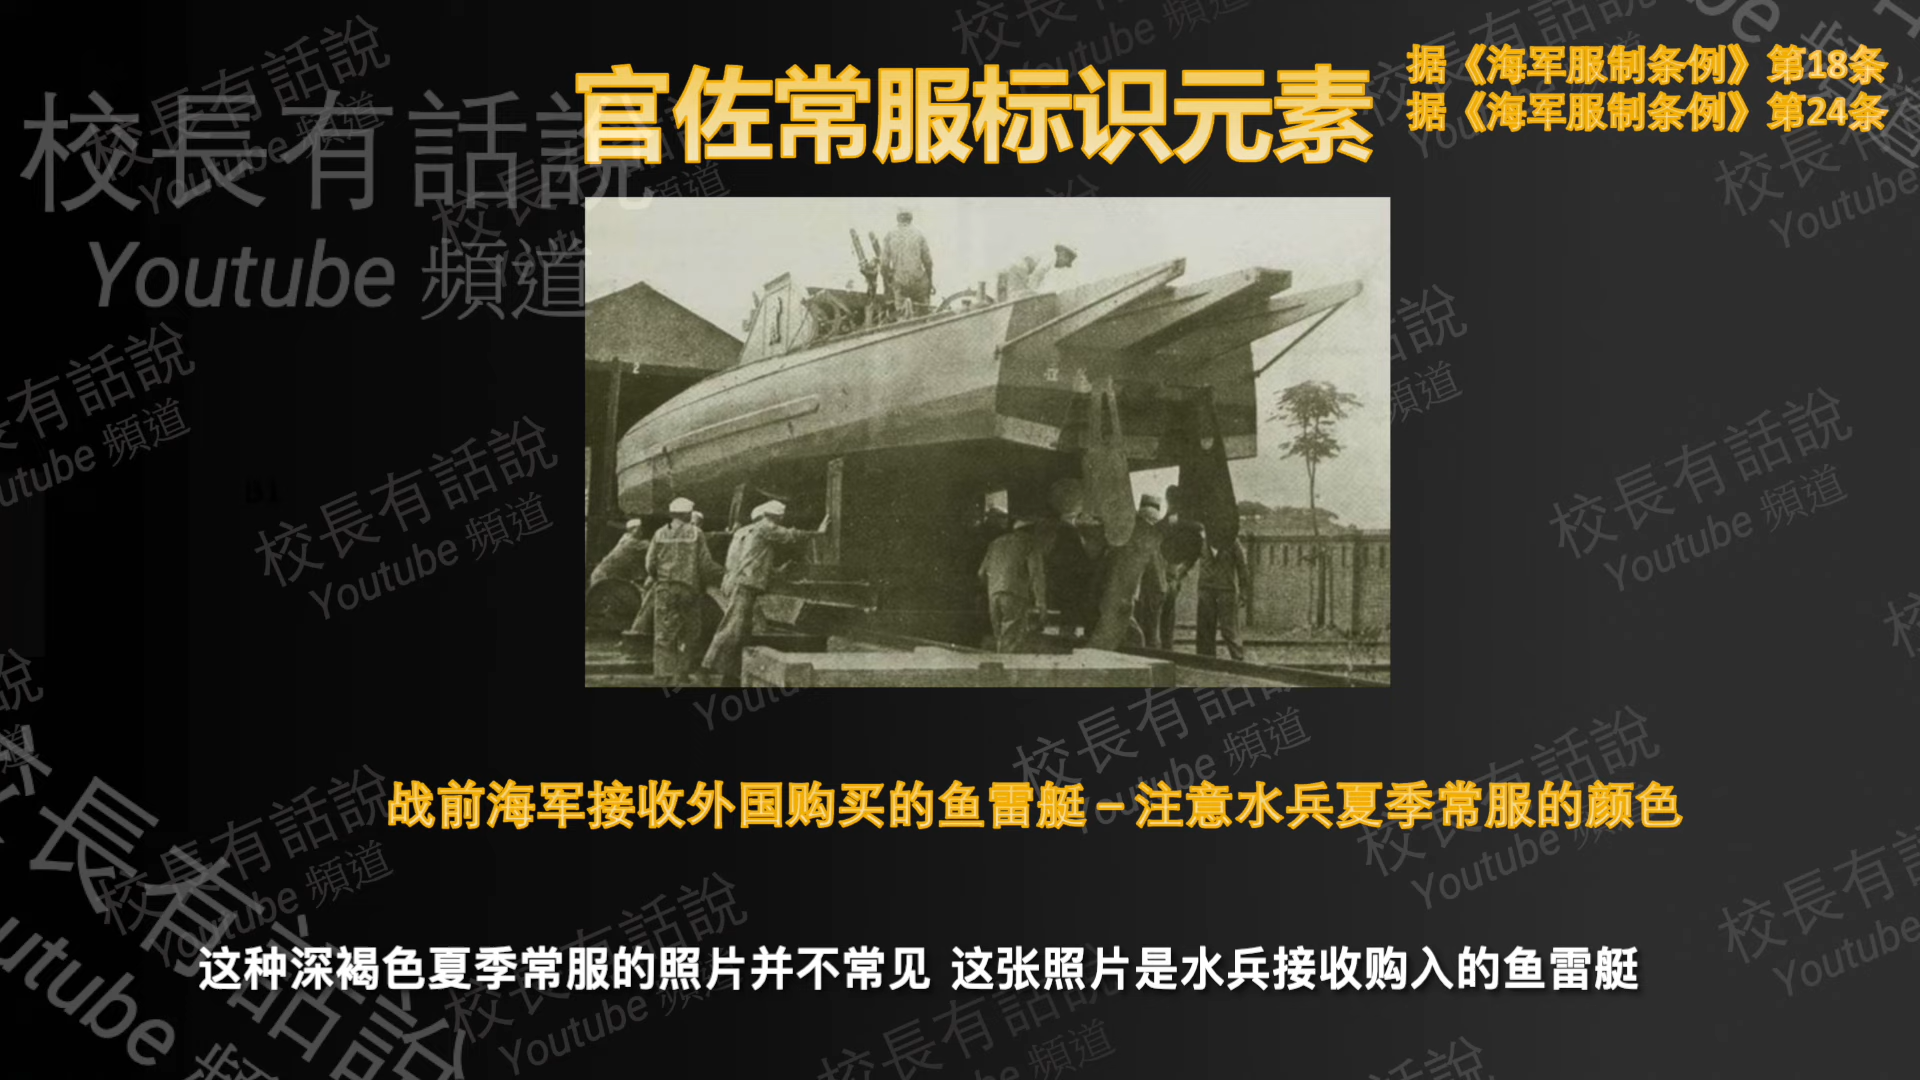 官佐常服标识元素
据《海军服制条例》第18条
据《海军服制条例》第24条
校長有話說
Youtube 頻道
战前海军接收外国购买的鱼雷艇 – 注意水兵夏季常服的颜色
这种深褐色夏季常服的照片并不常见 这张照片是水兵接收购入的鱼雷艇